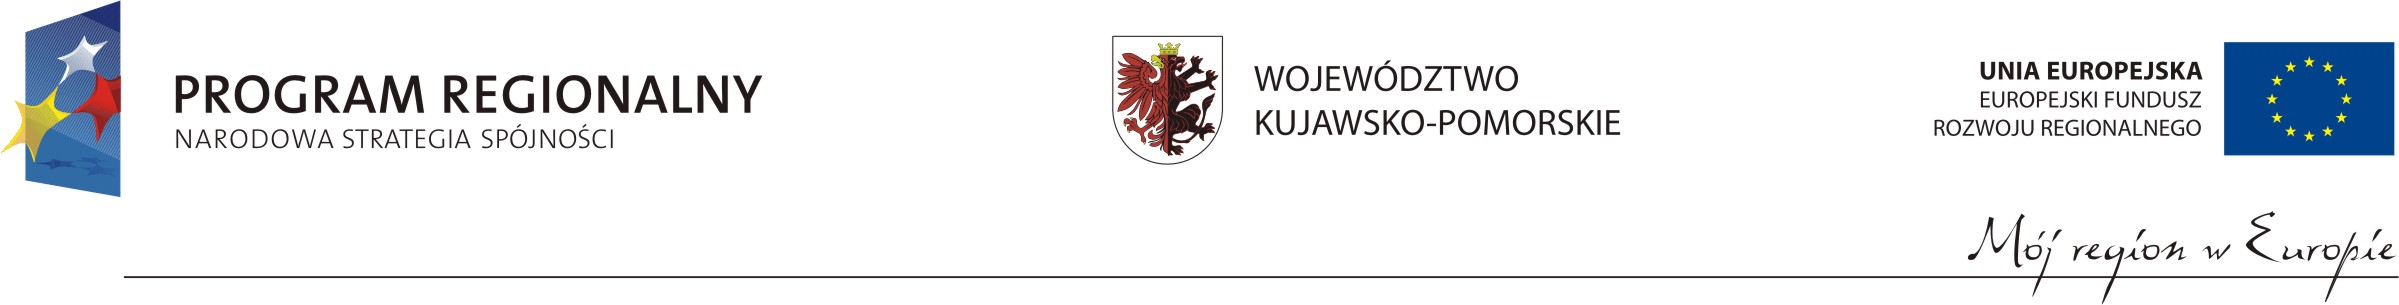 PROGRAM REGIONALNY
NARODOWA STRATEGIA SPÓJNOŚCI
WOJEWÓDZTWO
KUJAWSKO-POMORSKIE
UNIA EUROPEJSKA
EUROPEJSKI FUNDUSZ
ROZWOJU REGIONALNEGO
Mój region w Europie